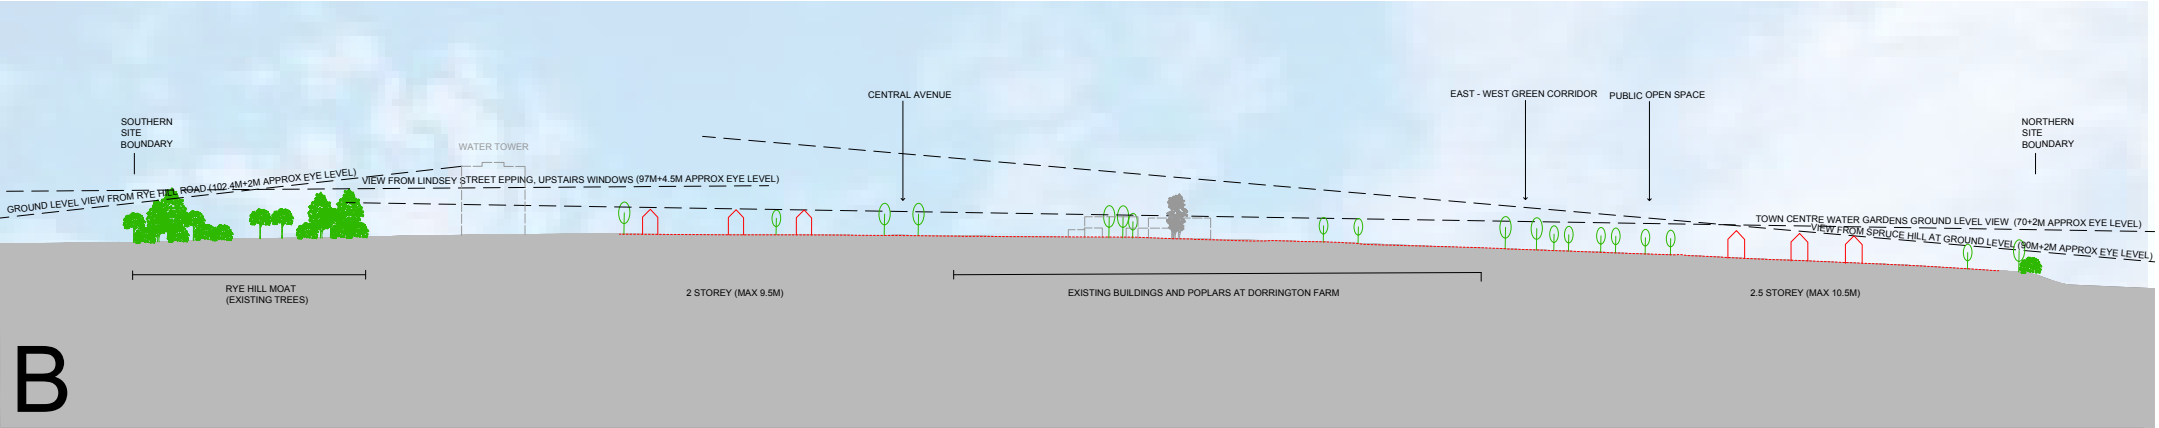 CENTRAL AVENUE
EAST - WEST GREEN CORRIDOR
PUBLIC OPEN SPACE
SOUTHERN
SITE
BOUNDARY
NORTHERN
SITE
BOUNDARY
WATER TOWER
GROUND LEVEL VIEW FROM RYE HILL ROAD (102.4M+2M APPROX EYE LEVEL)
VIEW FROM LINDSEY STREET EPPING, UPSTAIRS WINDOWS (97M+4.5M APPROX EYE LEVEL)
TOWN CENTRE WATER GARDENS GROUND LEVEL VIEW (70+2M APPROX EYE LEVEL)
VIEW FROM SPRUCE HILL AT GROUND LEVEL (90M+2M APPROX EYE LEVEL)
RYE HILL MOAT
(EXISTING TREES)
2 STOREY (MAX 9.5M)
EXISTING BUILDINGS AND POPLARS AT DORRINGTON FARM
2.5 STOREY (MAX 10.5M)
B